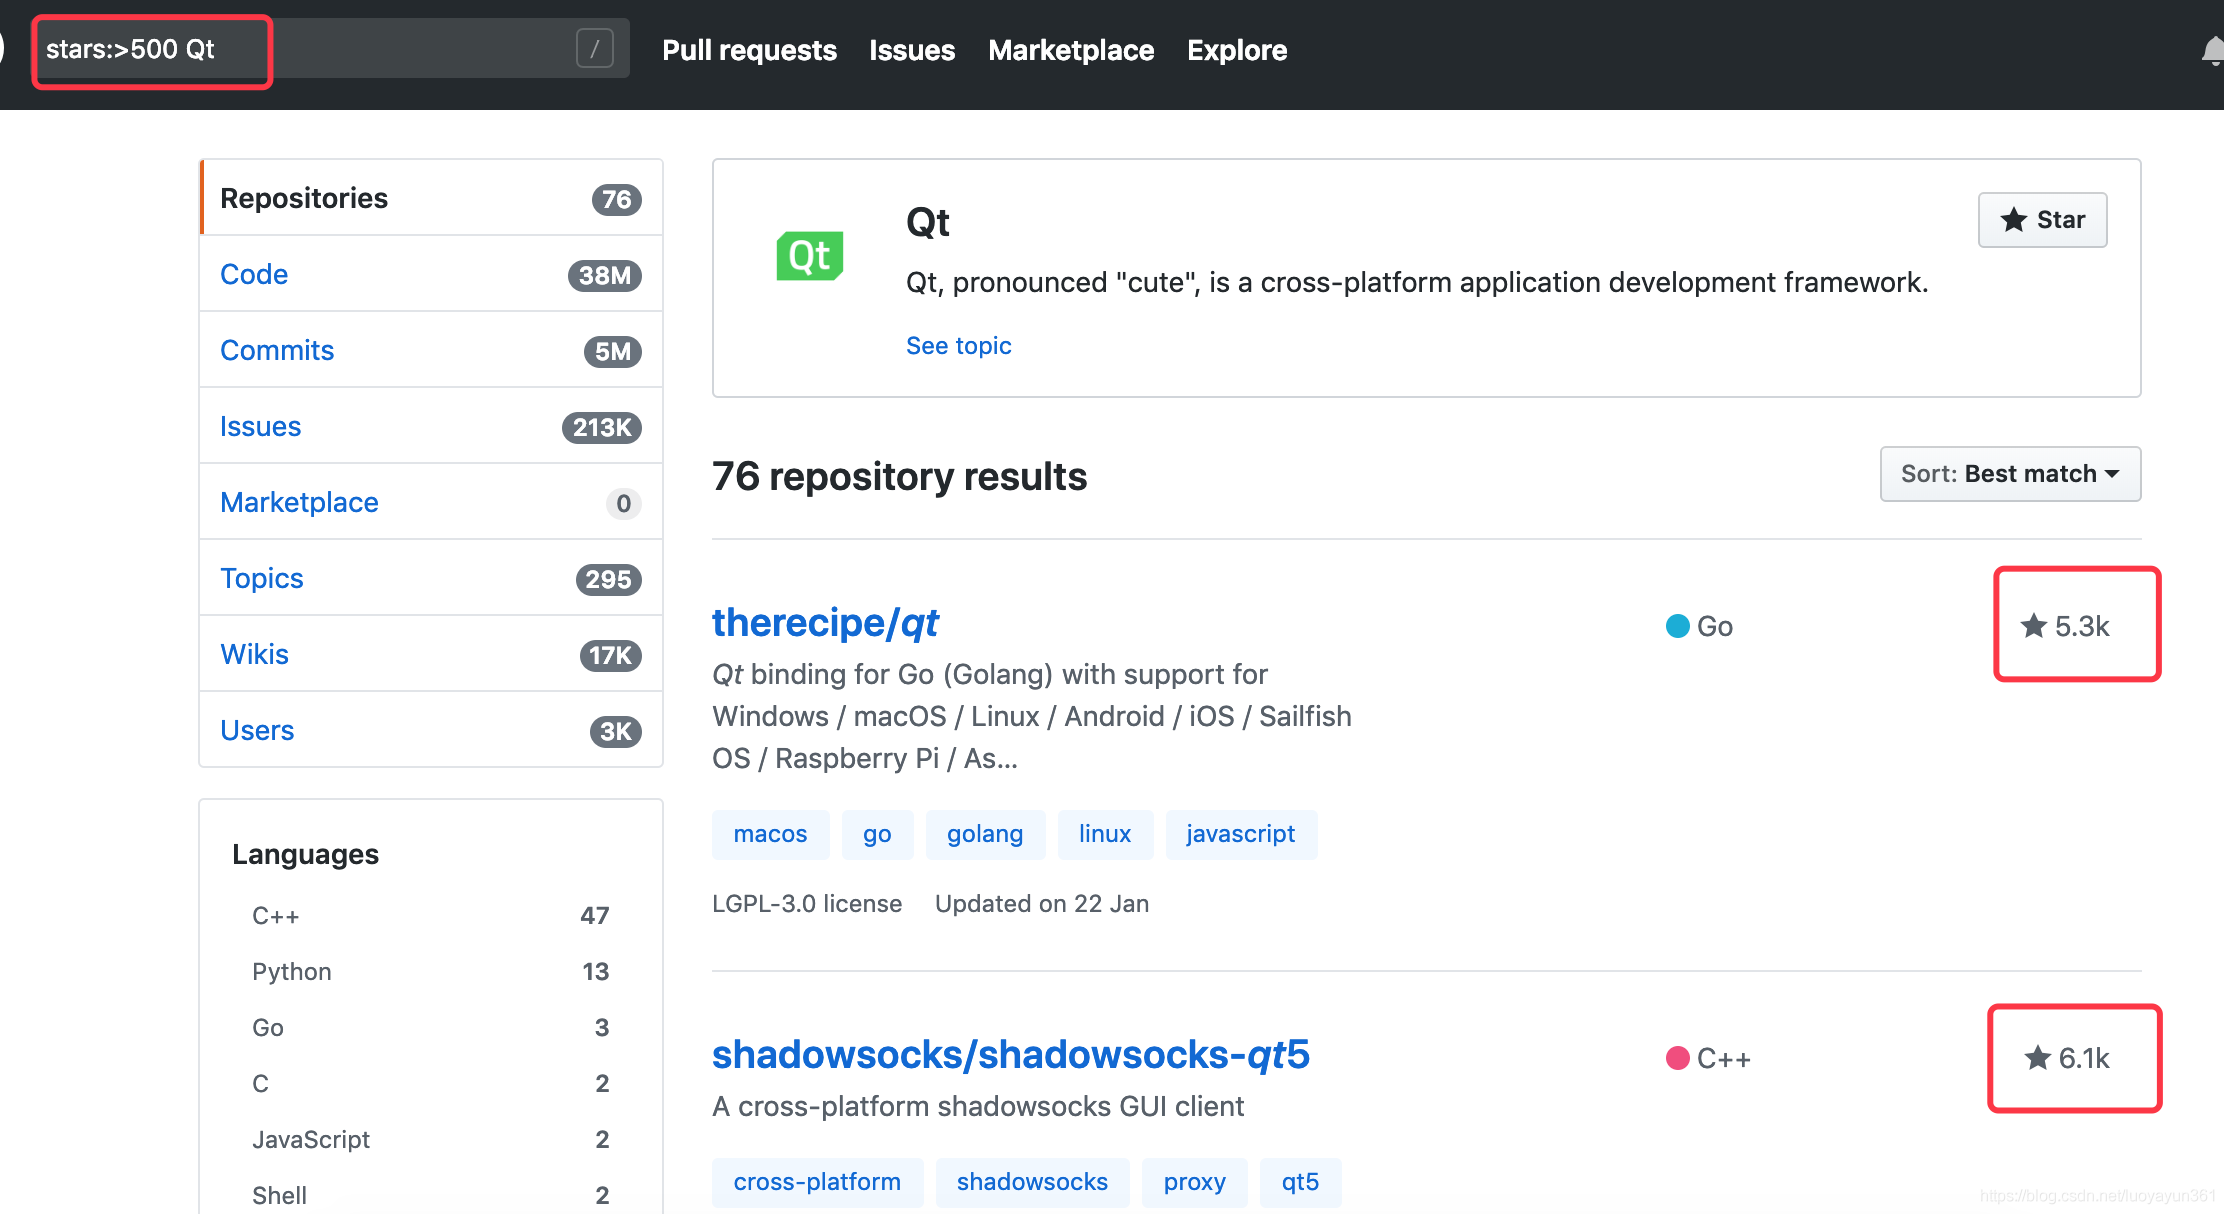 stars:>500 Qt
/
Pull requests
Issues
Marketplace
Explore
Repositories 76
Code 38M
Commits 5M
Issues 213K
Marketplace 0
Topics 295
Wikis 17K
Users 3K
Languages
C++ 47
Python 13
Go 3
C 2
JavaScript 2
Shell 2
Qt
Qt
Star
Qt, pronounced "cute", is a cross-platform application development framework.
See topic
76 repository results
Sort: Best match
therecipe/qt
Go
5.3k
Qt binding for Go (Golang) with support for
Windows / macOS / Linux / Android / iOS / Sailfish
OS / Raspberry Pi / As...
macos go golang linux javascript
LGPL-3.0 license Updated on 22 Jan
shadowsocks/shadowsocks-qt5
C++
6.1k
A cross-platform shadowsocks GUI client
cross-platform shadowsocks proxy qt5
https://blog.csdn.net/luoyayun361